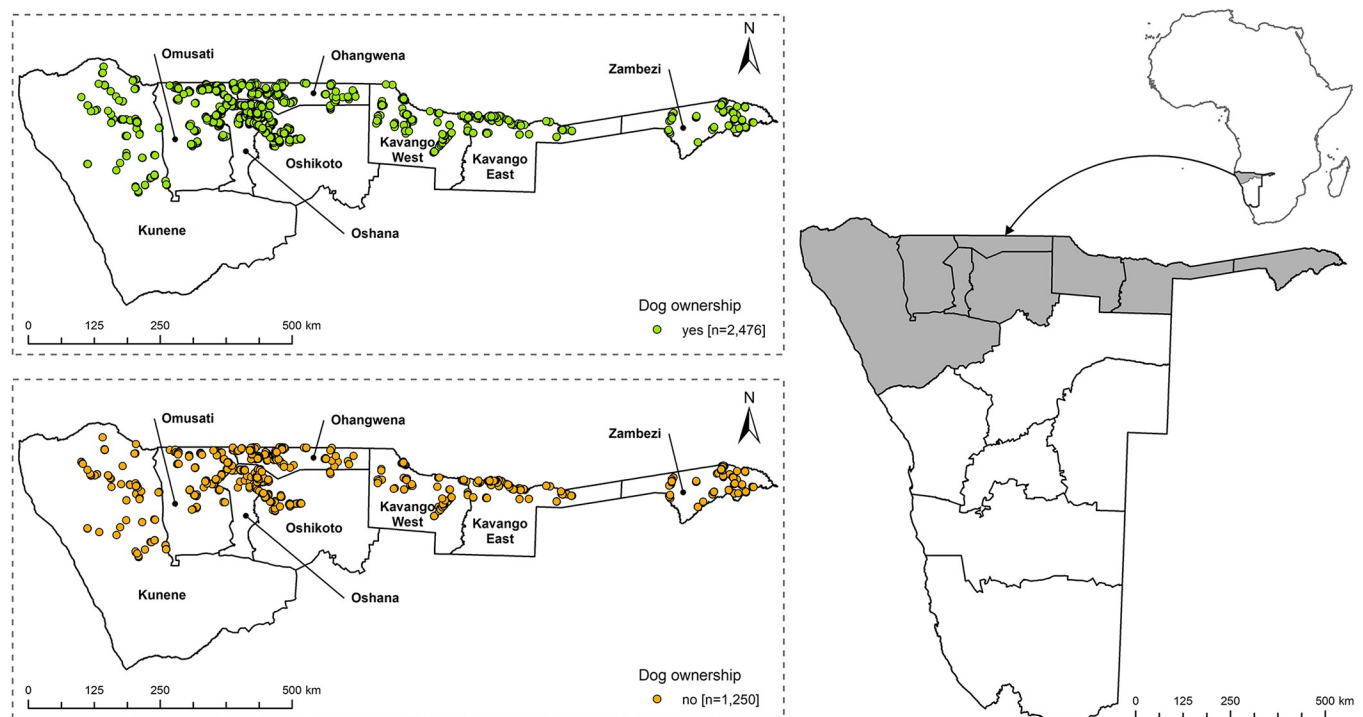 N
Omusati
Ohangwena
Zambezi
Kavango
West
Kavango
East
Oshikoto
Kunene
Oshana
Dog ownership
yes [n=2,476]
0 125 250 500 km
N
Omusati
Ohangwena
Zambezi
Kavango
West
Kavango
East
Oshikoto
Kunene
Oshana
Dog ownership
no [n=1,250]
0 125 250 500 km
0 125 250 500 km